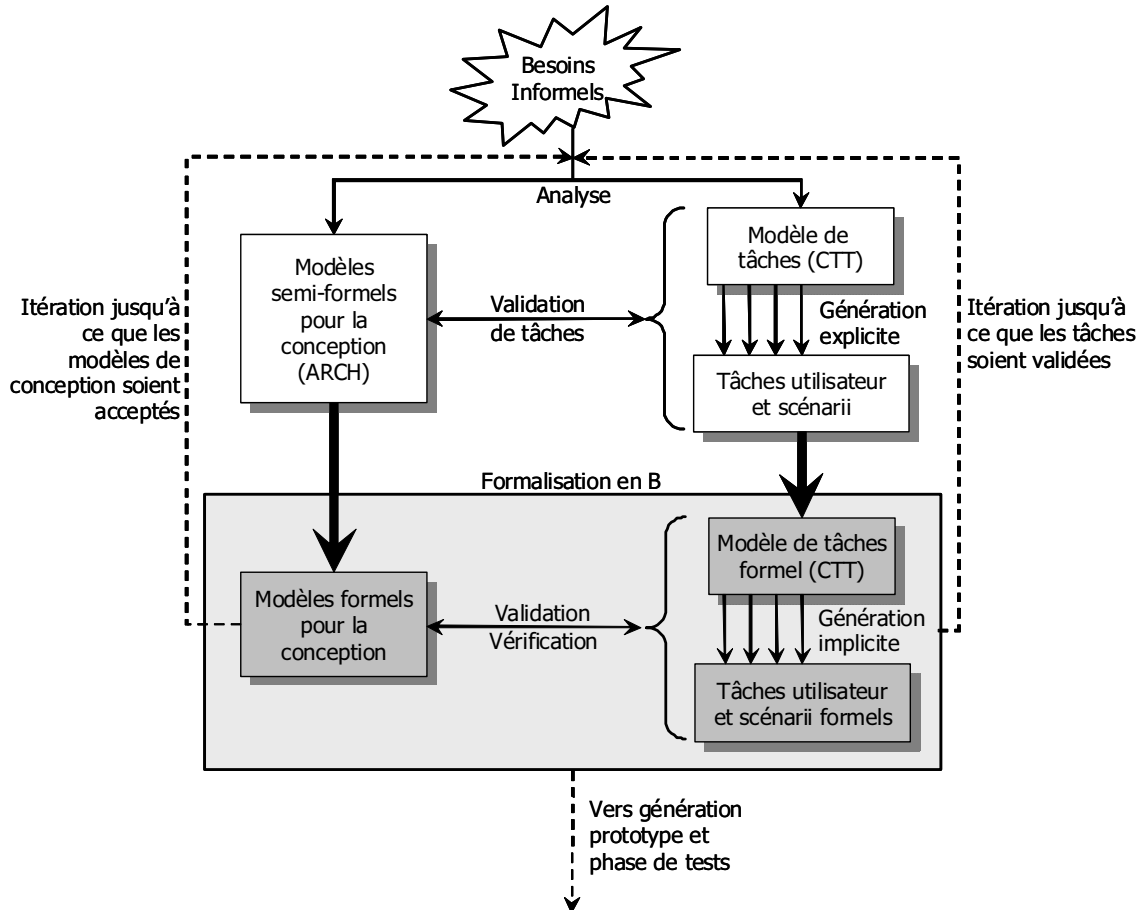 Besoins
Informels
Analyse
Modèles
semi-formels
pour la
conception
(ARCH)
Validation
de tâches
Modèle de
tâches (CTT)
Génération
explicite
Tâches utilisateur
et scénarii
Itération jusqu'à
ce que les
modèles de
conception soient
acceptés
Itération jusqu'à
ce que les tâches
soient validées
Formalisation en B
Modèles formels
pour la
conception
Validation
Vérification
Modèle de tâches
formel (CTT)
Génération
implicite
Tâches utilisateur
et scénarii formels
Vers génération
prototype et
phase de tests